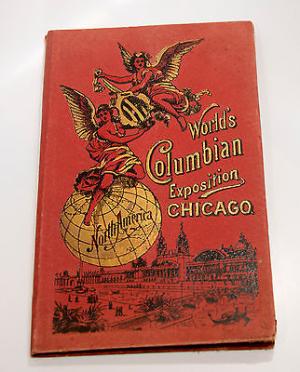 World's
Columbian
Exposition
CHICAGO.
North America